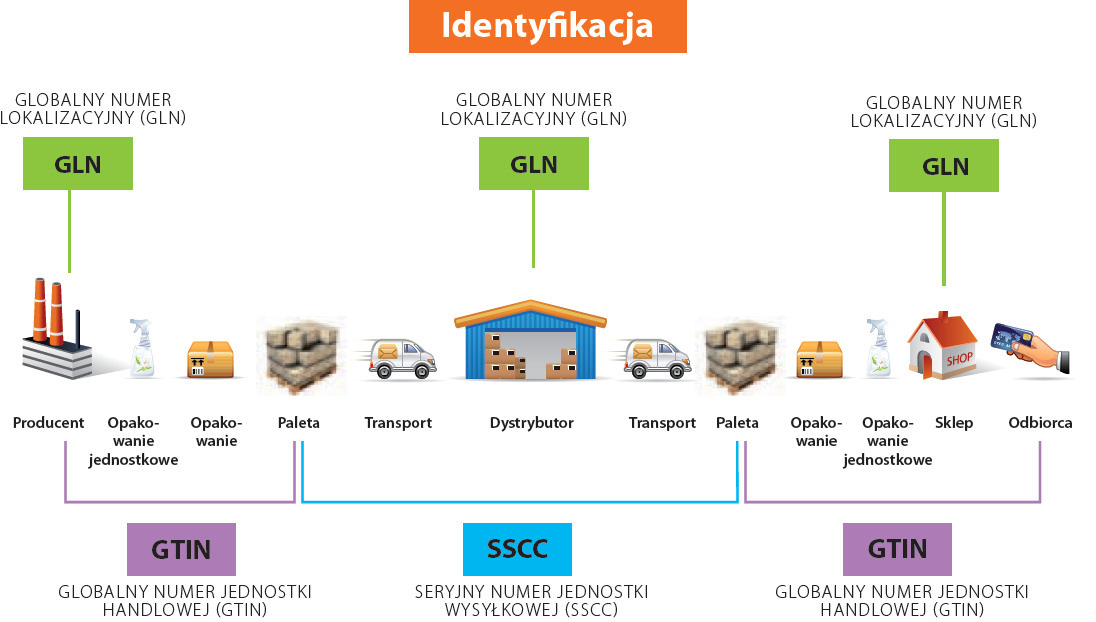 Identyfikacja
GLOBALNY NUMER
LOKALIZACYJNY (GLN)
GLN
GLOBALNY NUMER
LOKALIZACYJNY (GLN)
GLN
GLOBALNY NUMER
LOKALIZACYJNY (GLN)
GLN
SHOP
Producent
Opako-
wanie
jednostkowe
Opako-
wanie
Paleta
Transport
Dystrybutor
Transport
Paleta
Opako-
wanie
Opako-
wanie
jednostkowe
Sklep
Odbiorca
GTIN
GLOBALNY NUMER JEDNOSTKI
HANDLOWEJ (GTIN)
SSCC
SERYJNY NUMER JEDNOSTKI
WYSYŁKOWEJ (SSCC)
GTIN
GLOBALNY NUMER JEDNOSTKI
HANDLOWEJ (GTIN)